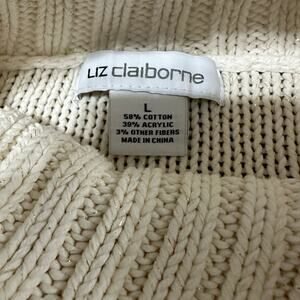 LIZ claiborne
L
58% COTTON
39% ACRYLIC
3% OTHER FIBERS
MADE IN CHINA